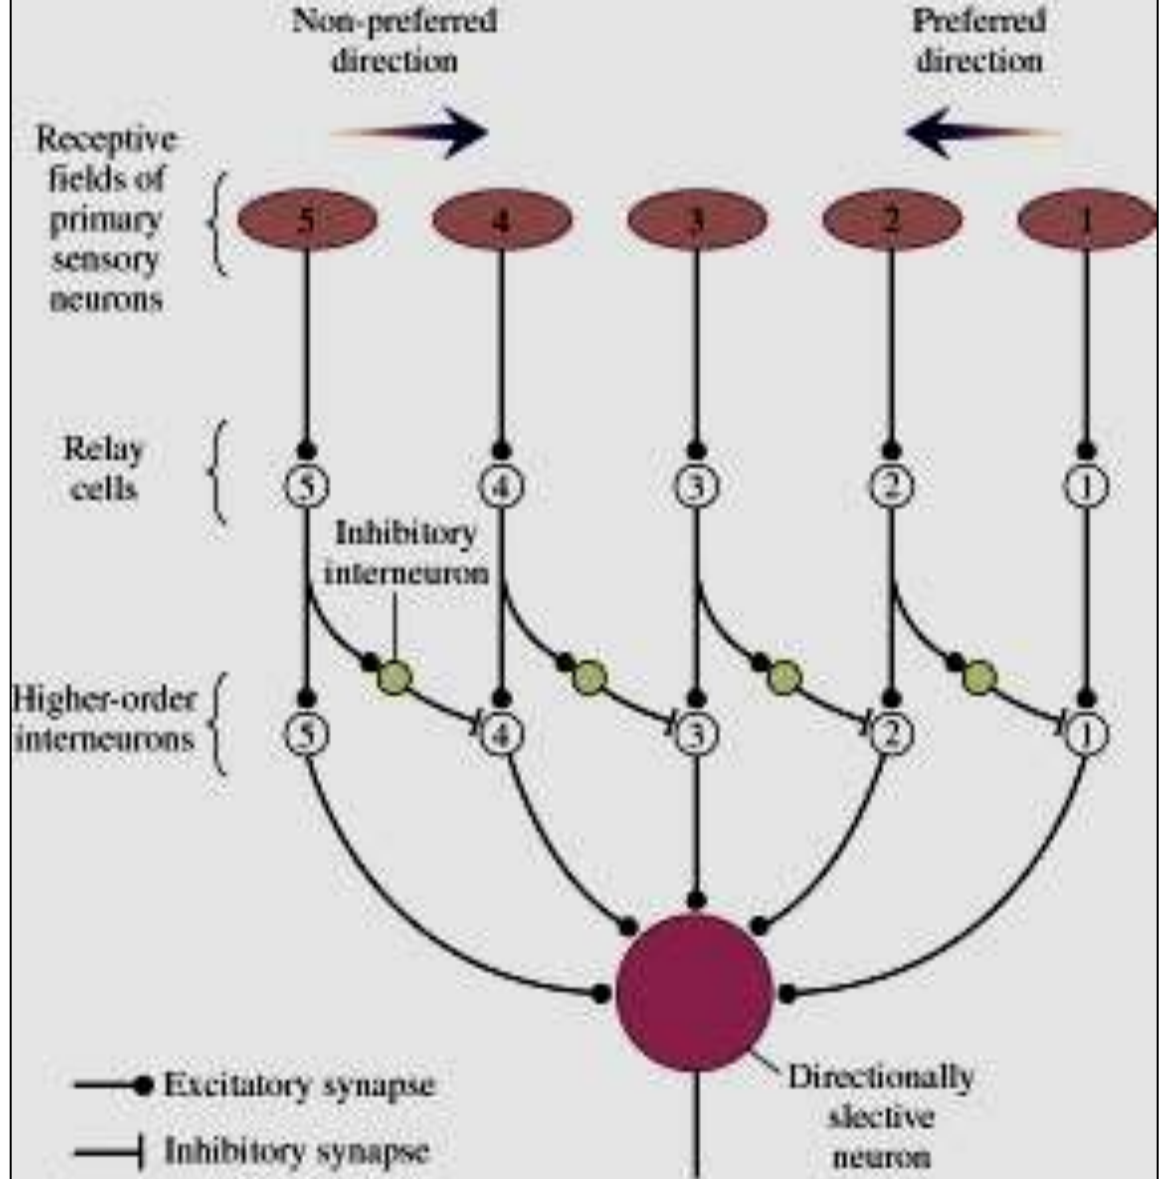 Non-preferred
direction
Preferred
direction
Receptive
fields of
primary
sensory
neurons
5 4 3 2 1
Relay
cells
5 4 3 2 1
Inhibitory
interneuron
Higher-order
interneurons
5 4 3 2 1
Excitatory synapse
Inhibitory synapse
Directionally
slective
neuron